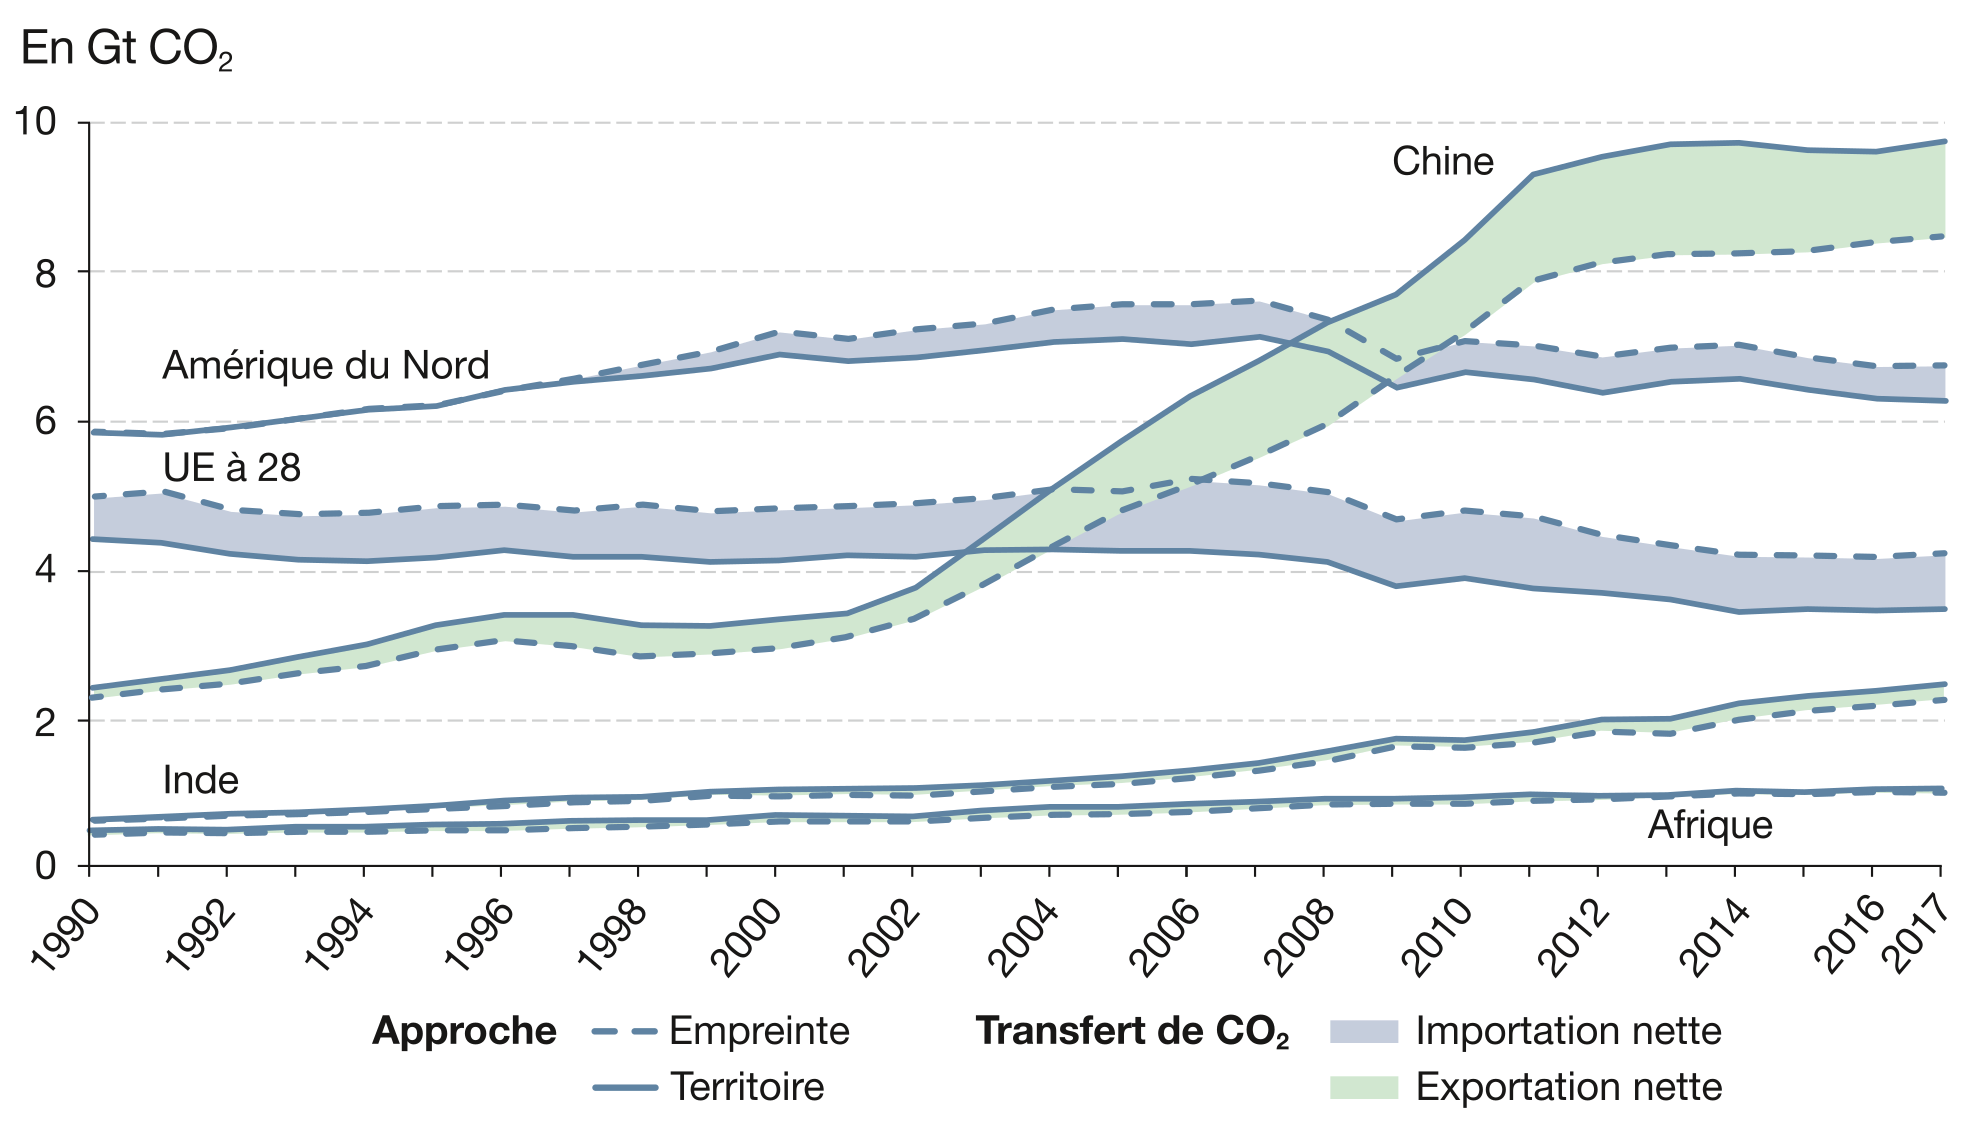 En Gt CO₂
10
Chine
8
Amérique du Nord
6
UE à 28
4
2
Inde
Afrique
0
1990 1992 1994 1996 1998 2000 2002 2004 2006 2008 2010 2012 2014 2016 2017
Approche Empreinte Transfert de CO₂ Importation nette
Territoire Exportation nette